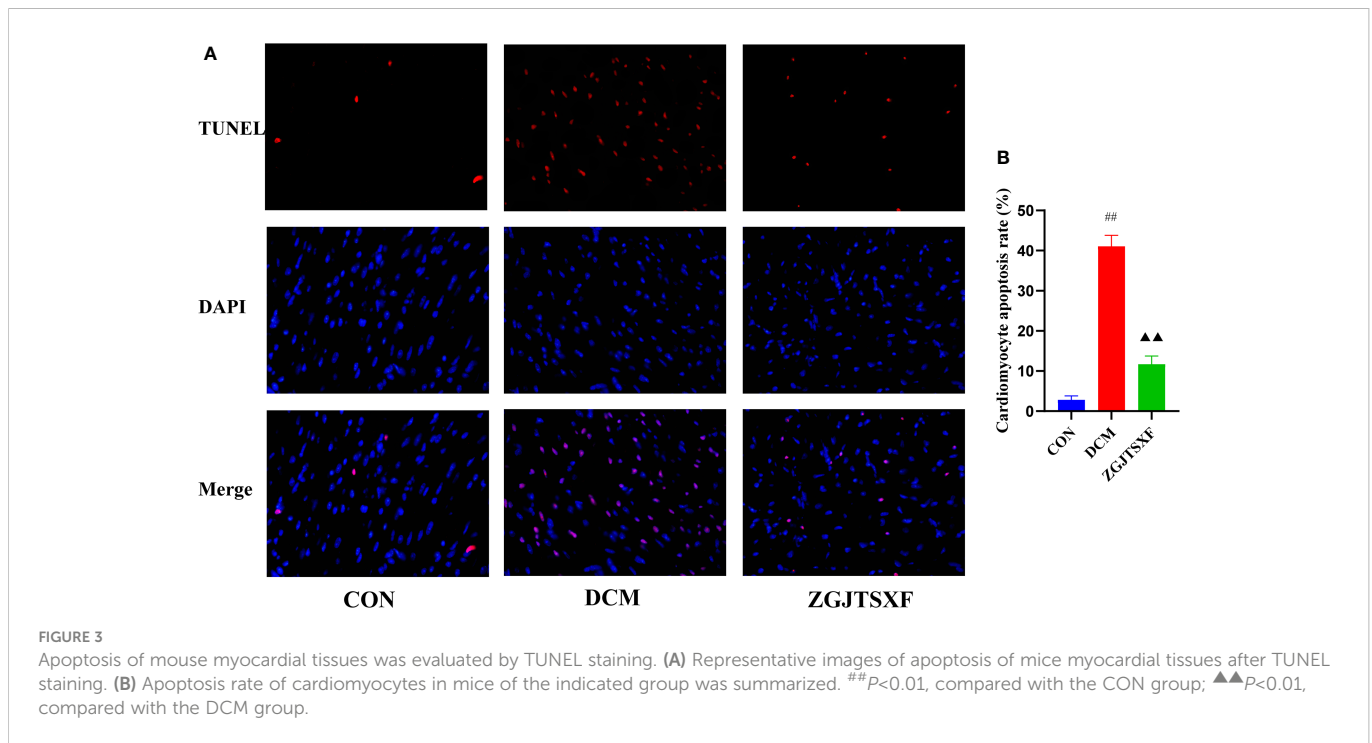 A
TUNEL
DAPI
Merge
CON
DCM
ZGJTSXF
B
Cardiomyocyte apoptosis rate (%)
50
40
30
20
10
0
##
▲▲
CON
DCM
ZGJTSXF
FIGURE 3
Apoptosis of mouse myocardial tissues was evaluated by TUNEL staining. (A) Representative images of apoptosis of mice myocardial tissues after TUNEL
staining. (B) Apoptosis rate of cardiomyocytes in mice of the indicated group was summarized. ##P<0.01, compared with the CON group; ▲▲P<0.01,
compared with the DCM group.